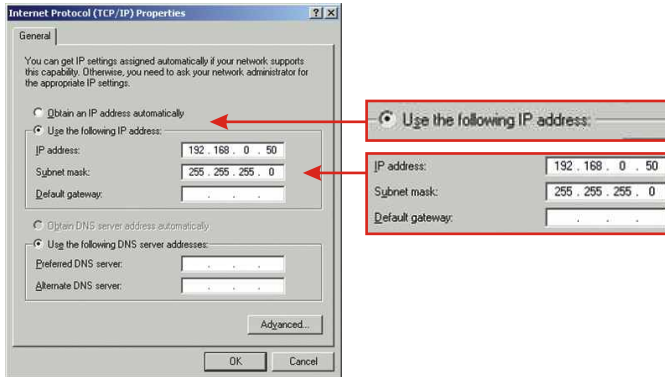 Internet Protocol (TCP/IP) Properties
? X
General
You can get IP settings assigned automatically if your network supports
this capability. Otherwise, you need to ask your network administrator for
the appropriate IP settings.
Obtain an IP address automatically
Use the following IP address:
IP address: 192 . 168 . 0 . 50
Subnet mask: 255 . 255 . 255 . 0
Default gateway: . . .
Obtain DNS server address automatically
Use the following DNS server addresses:
Preferred DNS server: . . .
Alternate DNS server: . . .
Advanced...
OK Cancel
Use the following IP address:
IP address: 192 . 168 . 0 . 50
Subnet mask: 255 . 255 . 255 . 0
Default gateway: . . .